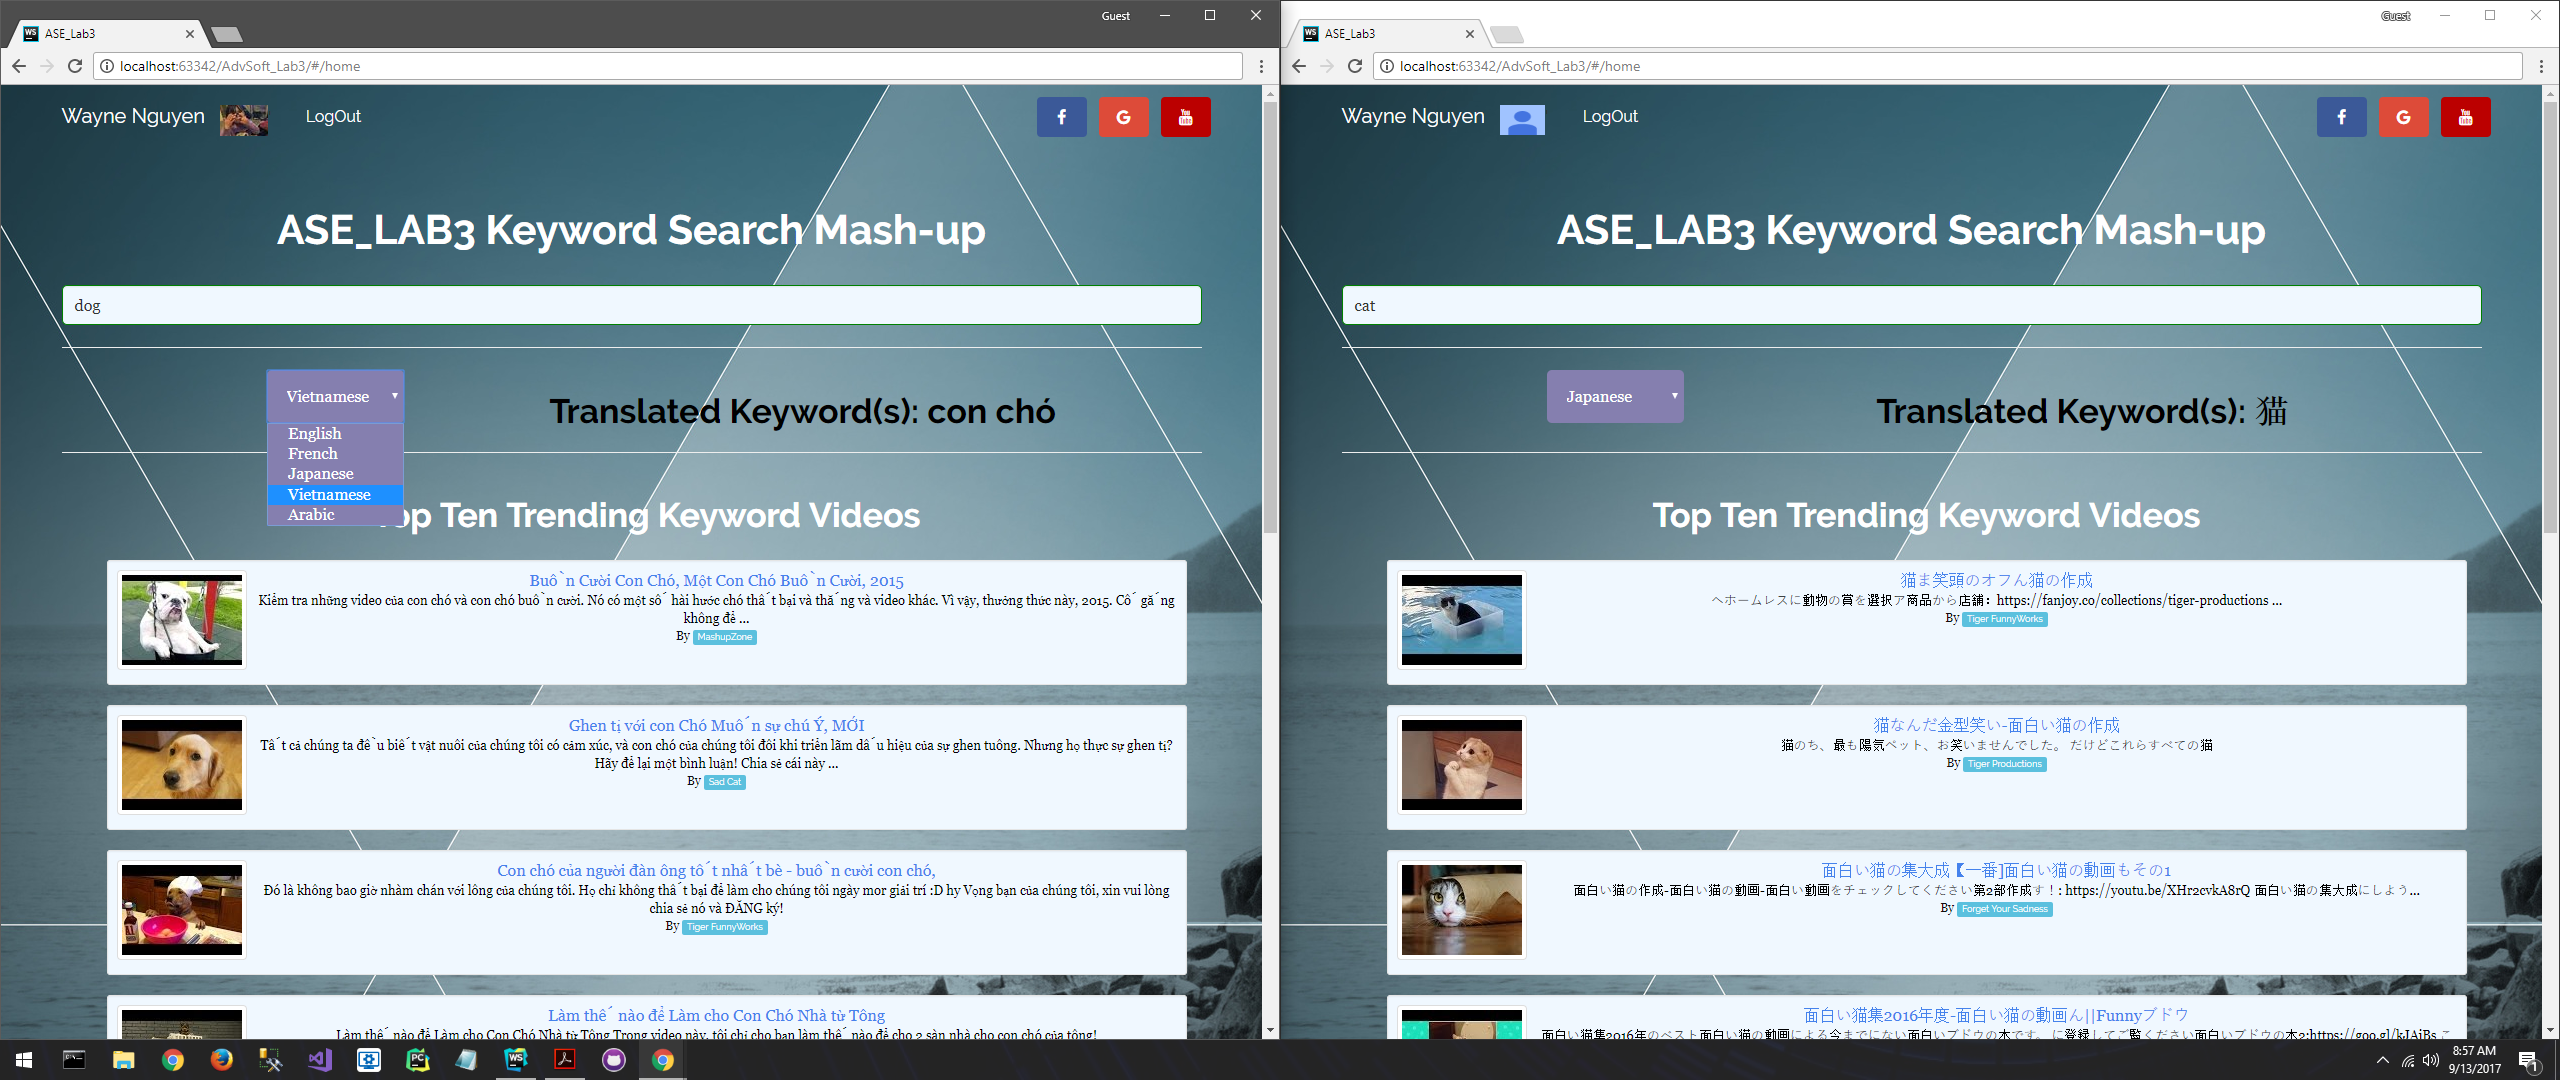 Guest
ASE_Lab3
localhost:63342/AdvSoft_Lab3/#/home
Wayne Nguyen
LogOut
You Tube
ASE_LAB3 Keyword Search Mash-up
dog
Vietnamese
English
French
Japanese
Vietnamese
Arabic
Translated Keyword(s): con chó
Top Ten Trending Keyword Videos
Buồn Cười Con Chó, Một Con Chó Buồn Cười, 2015
Kiểm tra những video của con chó và con chó buồn cười. Nó có một số hài hước chó thất bại và thắng và video khác. Vì vậy, thưởng thức này, 2015. Cố gắng
không để ...
By MashupZone
Ghen tị với con Chó Muốn sự chú Ý, MỚI
Tất cả chúng ta đều biết vật nuôi của chúng tôi có cảm xúc, và con chó của chúng tôi đôi khi triển lãm dấu hiệu của sự ghen tuông. Nhưng họ thực sự ghen tị?
Hãy để lại một bình luận! Chia sẻ cái này ...
By Sad Cat
Con chó của người đàn ông tốt nhất bè - buồn cười con chó,
Đó là không bao giờ nhàm chán với lông của chúng tôi. Họ chỉ không thất bại để làm cho chúng tôi ngày mor giải trí :D hy Vọng bạn của chúng tôi, xin vui lòng
chia sẻ nó và ĐĂNG ký!
By Tiger FunnyWorks
Làm thế nào để Làm cho Con Chó Nhà từ Tông
Làm thế nào để Làm cho Con Chó Nhà từ Tông Trong video này, tôi chỉ cho bạn làm thế nào để cho 2 sàn nhà cho con chó của tông!
Guest
ASE_Lab3
localhost:63342/AdvSoft_Lab3/#/home
Wayne Nguyen
LogOut
You Tube
ASE_LAB3 Keyword Search Mash-up
cat
Japanese
Translated Keyword(s): 猫
Top Ten Trending Keyword Videos
猫ま笑頭のオフん猫の作成
へホームレスに動物の賞を選択ア商品から店舗：https://fanjoy.co/collections/tiger-productions ...
By Tiger FunnyWorks
猫なんだ金型笑い-面白い猫の作成
猫のち、最も陽気ペット、お笑いませんでした。 だけどこれらすべての猫
By Tiger Productions
面白い猫の集大成【一番]面白い猫の動画もその1
面白い猫の作成-面白い猫の動画-面白い動画をチェックしてください第2部作成す！: https://youtu.be/XHr2cvkA8rQ 面白い猫の集大成にしよう...
By Forget Your Sadness
面白い猫集2016年度-面白い猫の動画ん||Funnyブドウ
面白い猫集2016年のベスト面白い猫の動画による今までにない面白いブドウの木です。 に登録してご覧ください面白いブドウの木2:https://goo.gl/kJAiBs こ
8:57 AM
9/13/2017